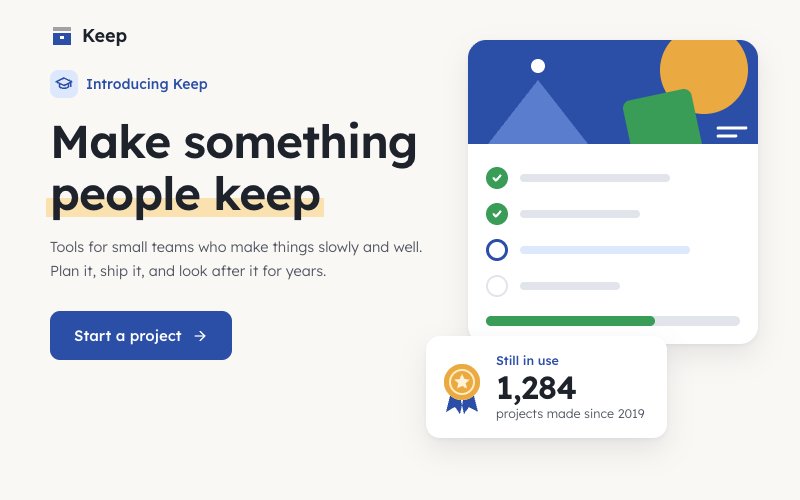 Keep
Introducing Keep
Make something
people keep
Tools for small teams who make things slowly and well.
Plan it, ship it, and look after it for years.
Start a project
Still in use
1,284
projects made since 2019